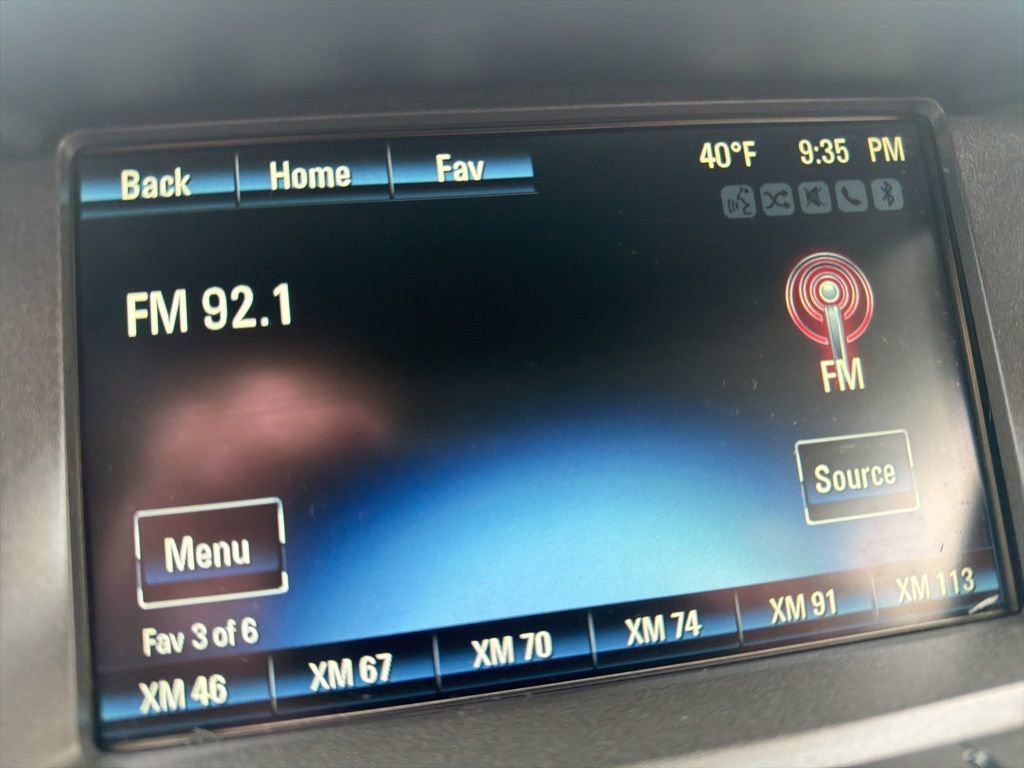 Back Home Fav 40°F 9:35 PM
FM 92.1
FM
Source
Menu
Fav 3 of 6
XM 46 XM 67 XM 70 XM 74 XM 91 XM 113